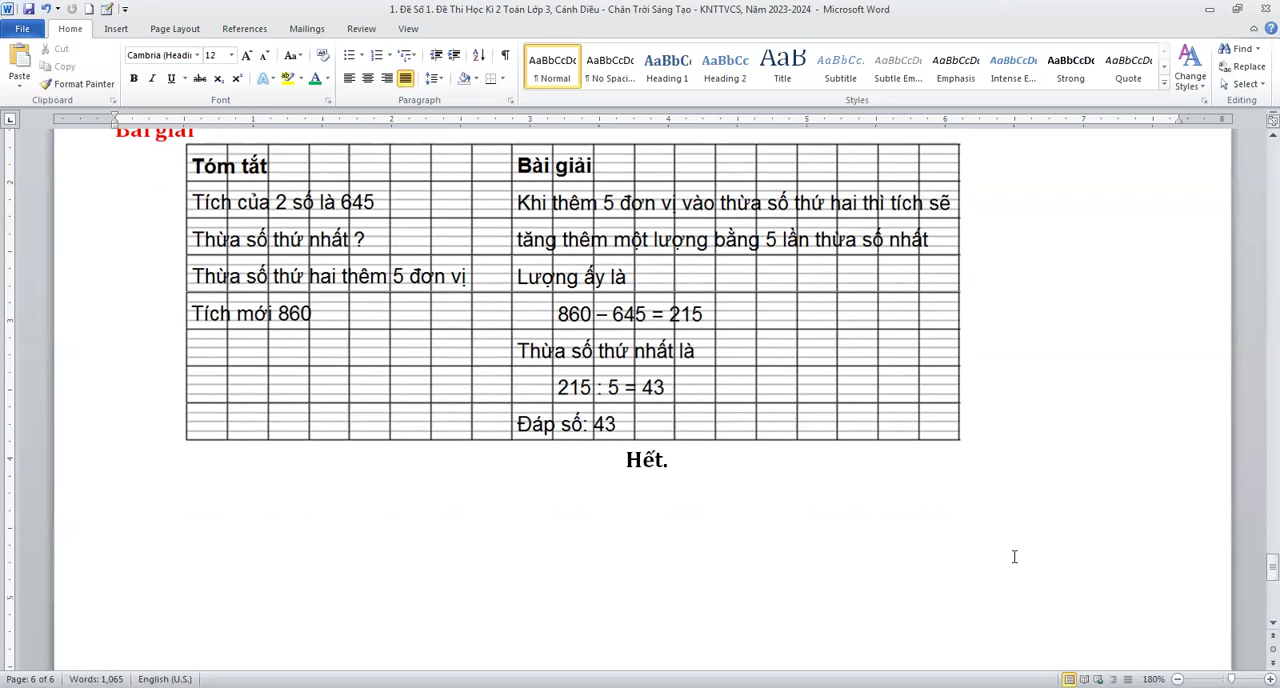 1. Đề Số 1. Đề Thi Học Kì 2 Toán Lớp 3, Cánh Diều - Chân Trời Sáng Tạo - KNTTVCS, Năm 2023-2024 - Microsoft Word
File Home Insert Page Layout References Mailings Review View
Cut
Copy
Format Painter
Paste
Clipboard
Cambria (Headi 12
Font
Paragraph
AaBbCcDc AaBbCcDc AaBbC AaBbCc AaB AaBbCc. AaBbCcDc AaBbCcDc AaBbCcDc AaBbCcDc AaBbCcDc
¶ Normal ¶ No Spaci... Heading 1 Heading 2 Title Subtitle Subtle Em... Emphasis Intense E... Strong Quote
Styles
Change Styles
Find
Replace
Select
Editing
Bài giải
Tóm tắt
Tích của 2 số là 645
Thừa số thứ nhất ?
Thừa số thứ hai thêm 5 đơn vị
Tích mới 860
Bài giải
Khi thêm 5 đơn vị vào thừa số thứ hai thì tích sẽ
tăng thêm một lượng bằng 5 lần thừa số nhất
Lượng ấy là
860 – 645 = 215
Thừa số thứ nhất là
215 : 5 = 43
Đáp số: 43
Hết.
Page: 6 of 6 Words: 1,065 English (U.S.) 180%